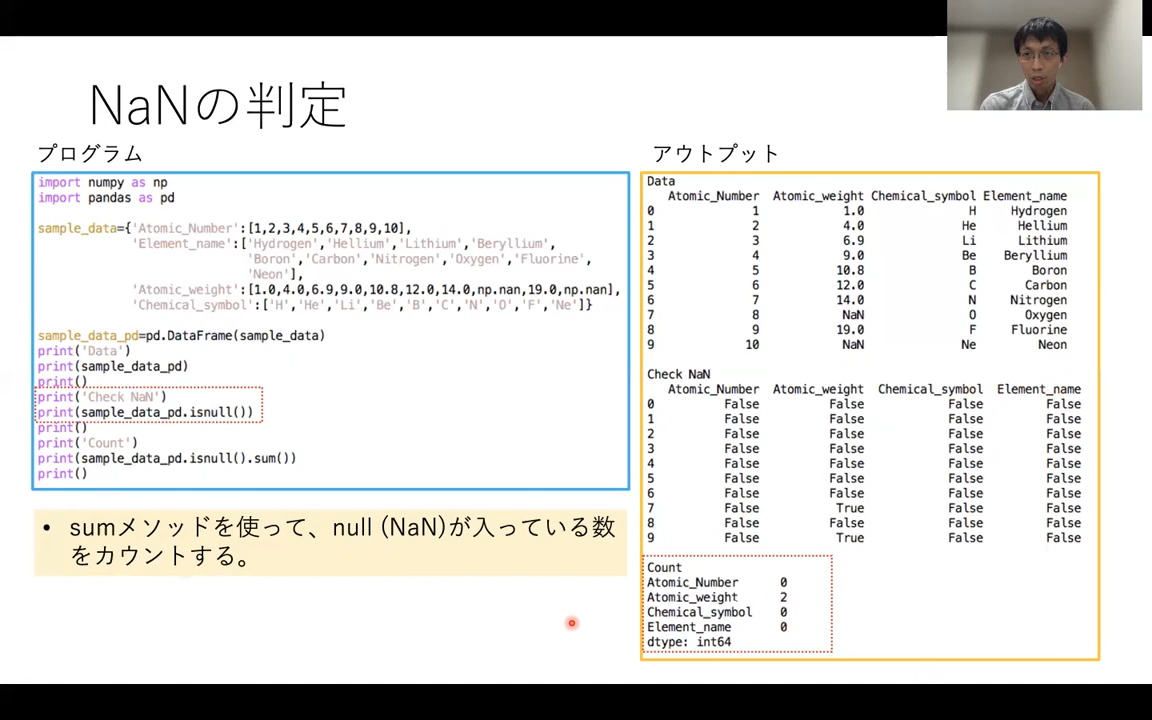 NaNの判定
プログラム
import numpy as np
import pandas as pd
sample_data={'Atomic_Number':[1,2,3,4,5,6,7,8,9,10],
'Element_name':['Hydrogen','Hellium','Lithium','Beryllium',
'Boron','Carbon','Nitrogen','Oxygen','Fluorine',
'Neon'],
'Atomic_weight':[1.0,4.0,6.9,9.0,10.8,12.0,14.0,np.nan,19.0,np.nan],
'Chemical_symbol':['H','He','Li','Be','B','C','N','O','F','Ne']}
sample_data_pd=pd.DataFrame(sample_data)
print('Data')
print(sample_data_pd)
print()
print('Check NaN')
print(sample_data_pd.isnull())
print()
print('Count')
print(sample_data_pd.isnull().sum())
print()
• sumメソッドを使って、null (NaN)が入っている数
をカウントする。
アウトプット
Data
Atomic_Number Atomic_weight Chemical_symbol Element_name
0 1 1.0 H Hydrogen
1 2 4.0 He Hellium
2 3 6.9 Li Lithium
3 4 9.0 Be Beryllium
4 5 10.8 B Boron
5 6 12.0 C Carbon
6 7 14.0 N Nitrogen
7 8 NaN O Oxygen
8 9 19.0 F Fluorine
9 10 NaN Ne Neon
Check NaN
Atomic_Number Atomic_weight Chemical_symbol Element_name
0 False False False False
1 False False False False
2 False False False False
3 False False False False
4 False False False False
5 False False False False
6 False False False False
7 False True False False
8 False False False False
9 False True False False
Count
Atomic_Number 0
Atomic_weight 2
Chemical_symbol 0
Element_name 0
dtype: int64